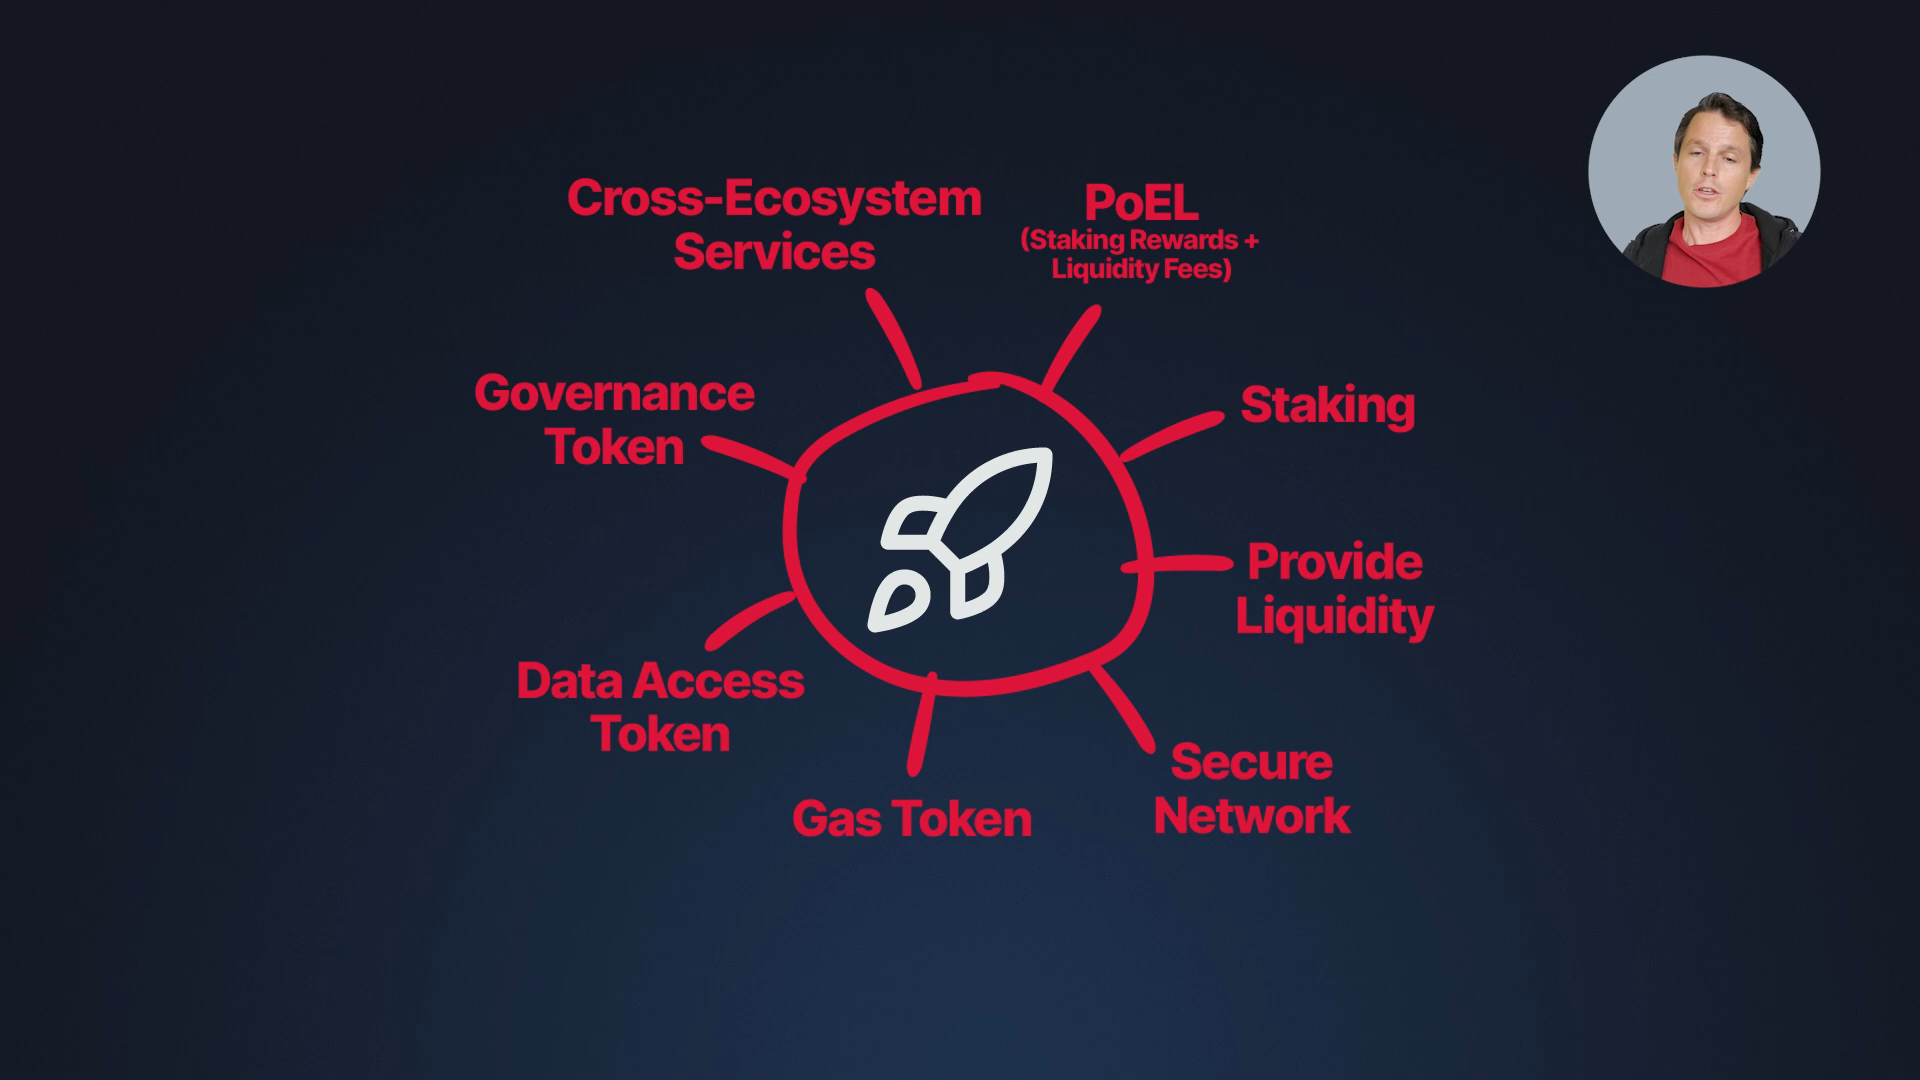 Cross-Ecosystem
Services
PoEL
(Staking Rewards +
Liquidity Fees)
Governance
Token
Staking
Provide
Liquidity
Data Access
Token
Secure
Network
Gas Token